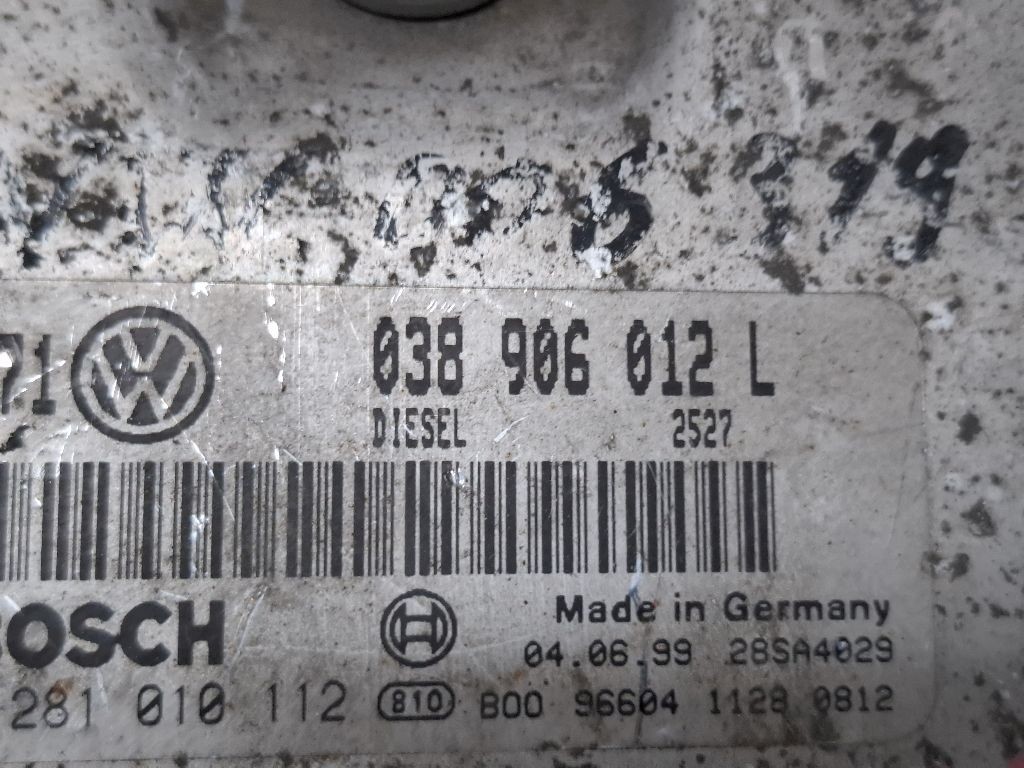 71 038 906 012 L
DIESEL 2527
BOSCH Made in Germany
04.06.99 28SA4029
281 010 112 810 B00 96604 1128 0812